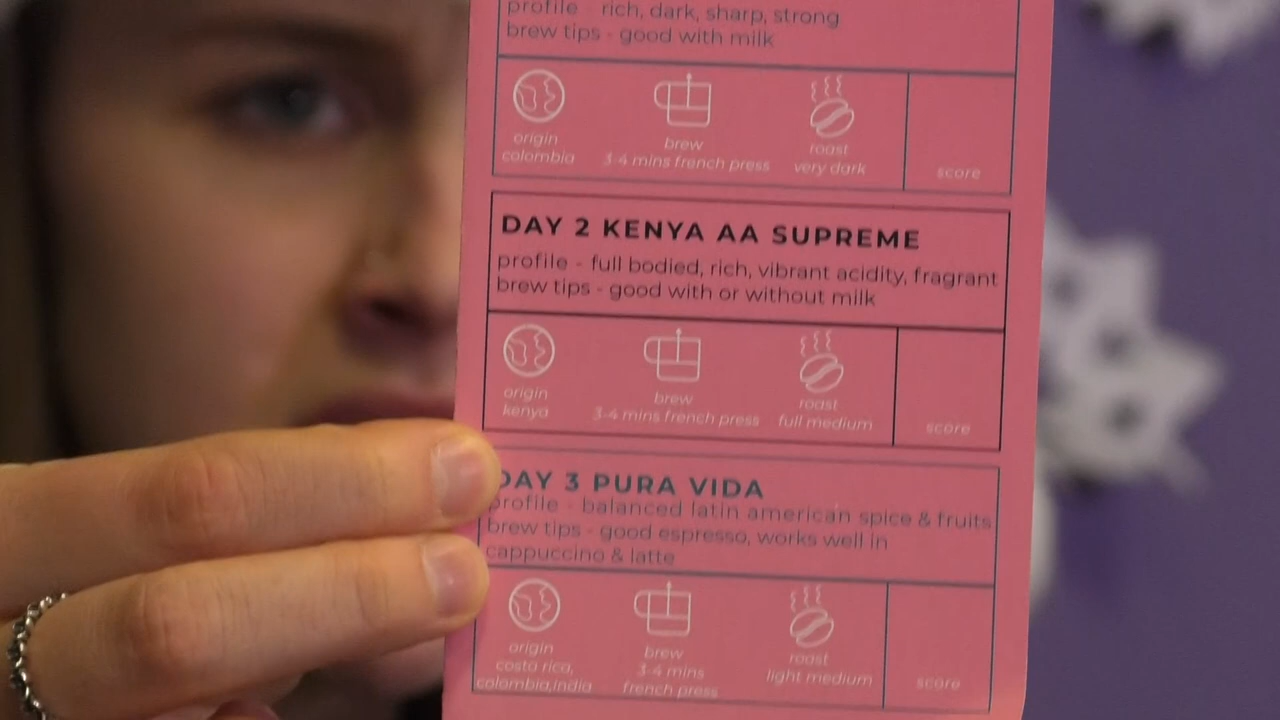 profile rich, dark, sharp, strong
brew tips - good with milk
origin
colombia
brew
3-4 mins french press
roast
very dark
score
DAY 2 KENYA AA SUPREME
profile - full bodied, rich, vibrant acidity, fragrant
brew tips - good with or without milk
origin
kenya
brew
3-4 mins french press
roast
full medium
score
DAY 3 PURA VIDA
profile - balanced latin american spice & fruits
brew tips - good espresso, works well in
cappuccino & latte
origin
costa rica,
colombia,india
brew
3-4 mins
french press
roast
light medium
score